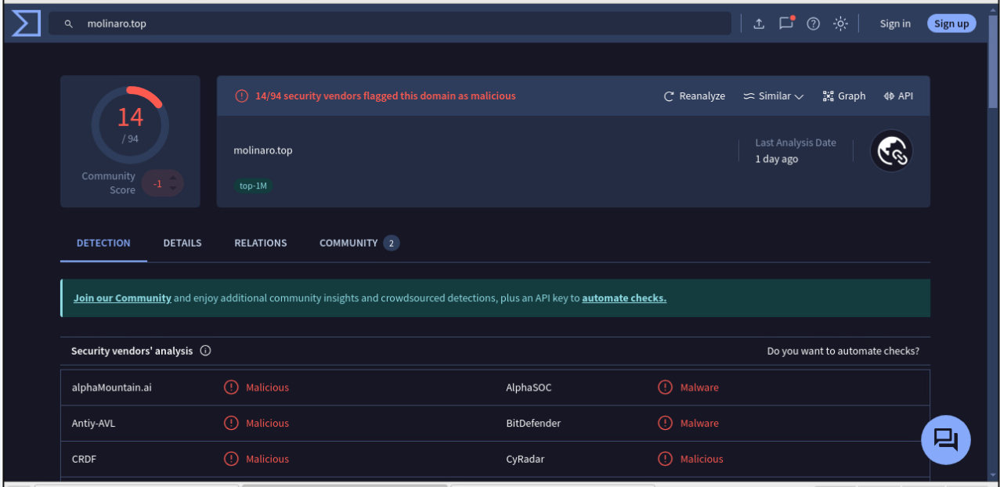 molinaro.top
Sign in
Sign up
14
/ 94
Community
Score
-1
14/94 security vendors flagged this domain as malicious
Reanalyze
Similar
Graph
API
molinaro.top
Last Analysis Date
1 day ago
top-1M
DETECTION
DETAILS
RELATIONS
COMMUNITY 2
Join our Community and enjoy additional community insights and crowdsourced detections, plus an API key to automate checks.
Security vendors' analysis
Do you want to automate checks?
alphaMountain.ai Malicious AlphaSOC Malware
Antiy-AVL Malicious BitDefender Malware
CRDF Malicious CyRadar Malicious